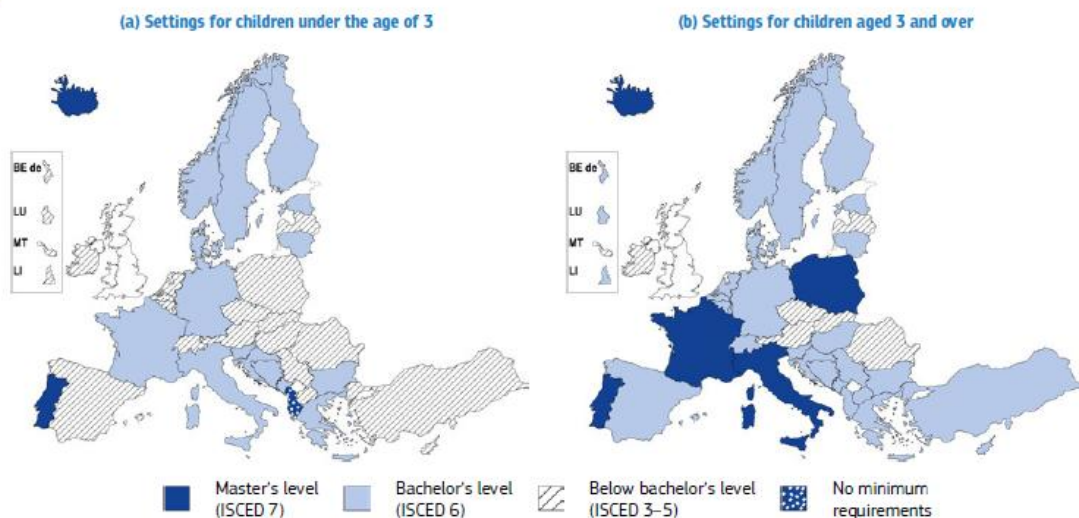 (a) Settings for children under the age of 3
(b) Settings for children aged 3 and over
BE de
LU
MT
LI
BE de
LU
MT
LI
Master's level
(ISCED 7)
Bachelor's level
(ISCED 6)
Below bachelor's level
(ISCED 3–5)
No minimum
requirements